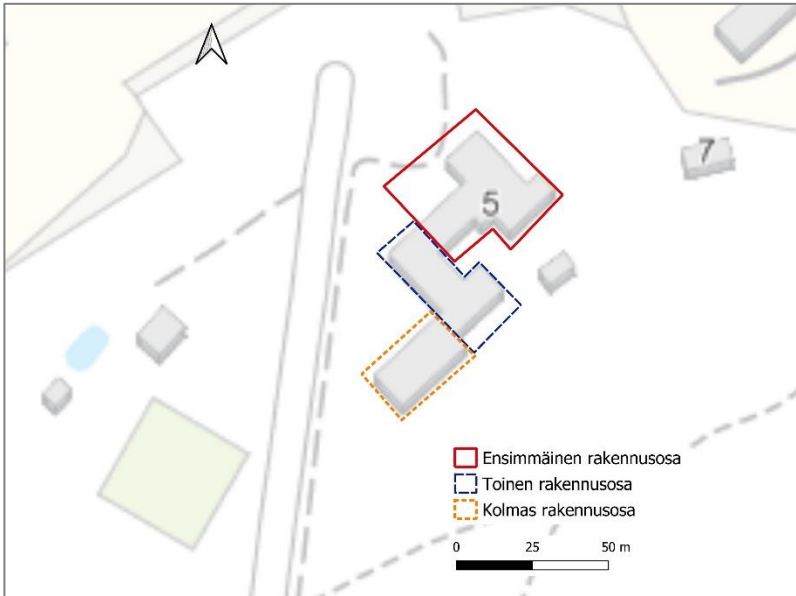 7
5
Ensimmäinen rakennusosa
Toinen rakennusosa
Kolmas rakennusosa
0 25 50 m